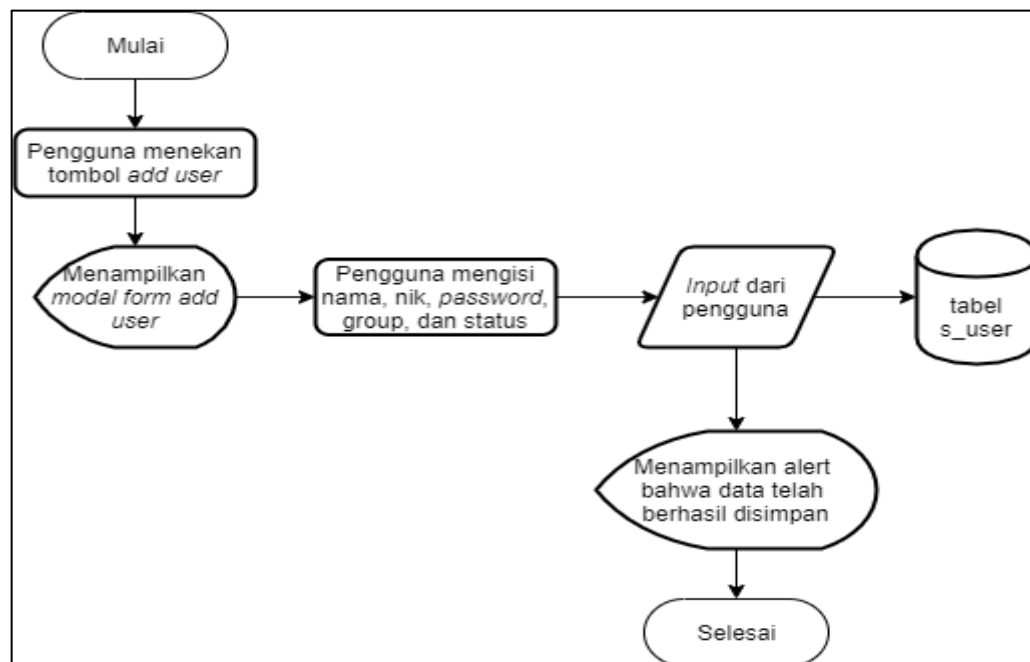 Mulai
Pengguna menekan
tombol add user
Menampilkan
modal form add
user
Pengguna mengisi
nama, nik, password,
group, dan status
Input dari
pengguna
tabel
s_user
Menampilkan alert
bahwa data telah
berhasil disimpan
Selesai